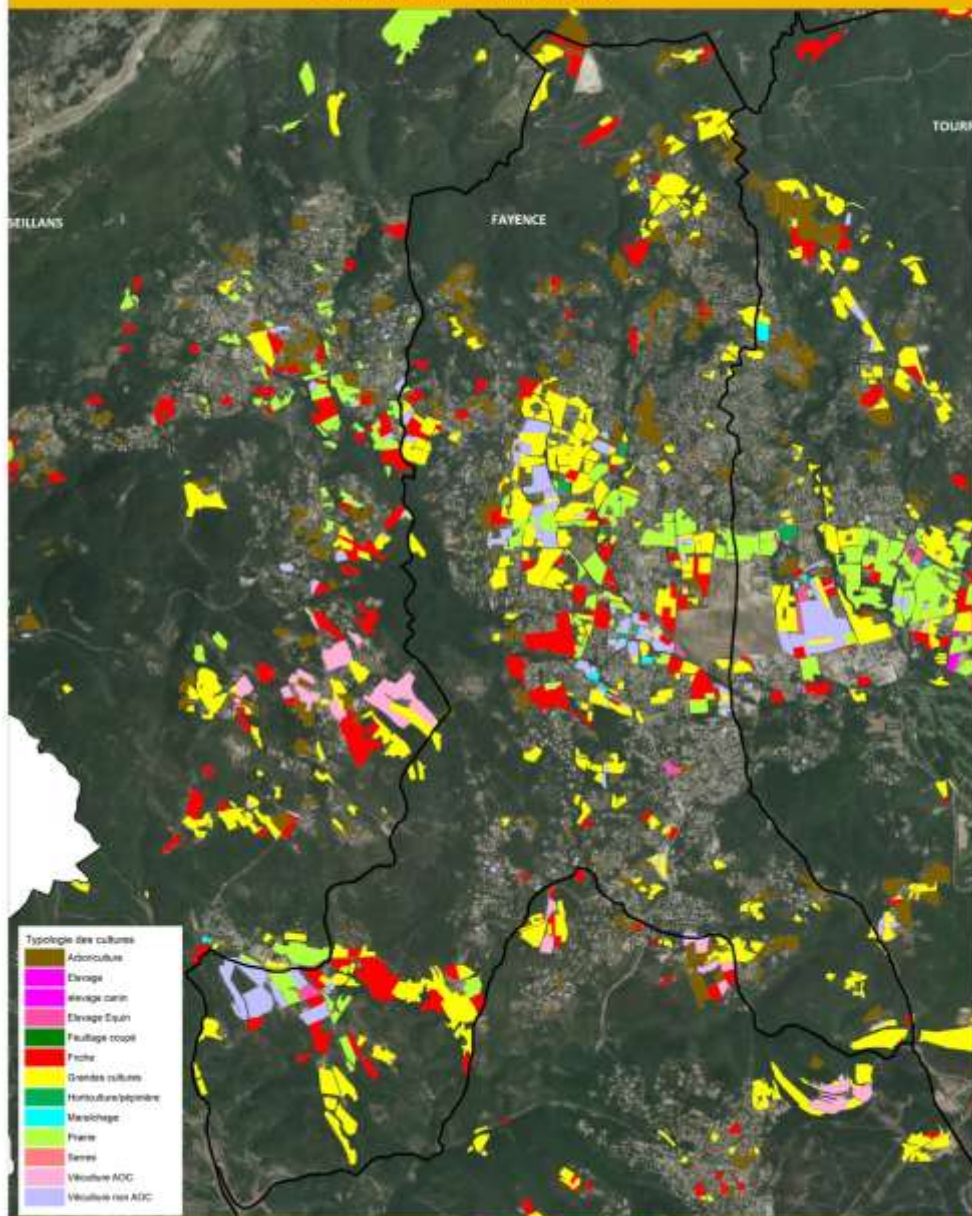 TOURR
SEILLANS
FAYENCE
Typologie des cultures
Arboriculture
Elevage
elevage canin
Elevage Equin
Feuillage coupé
Friche
Grandes cultures
Horticulture/pépinière
Maraîchage
Prairie
Serres
Viticulture AOC
Viticulture non AOC